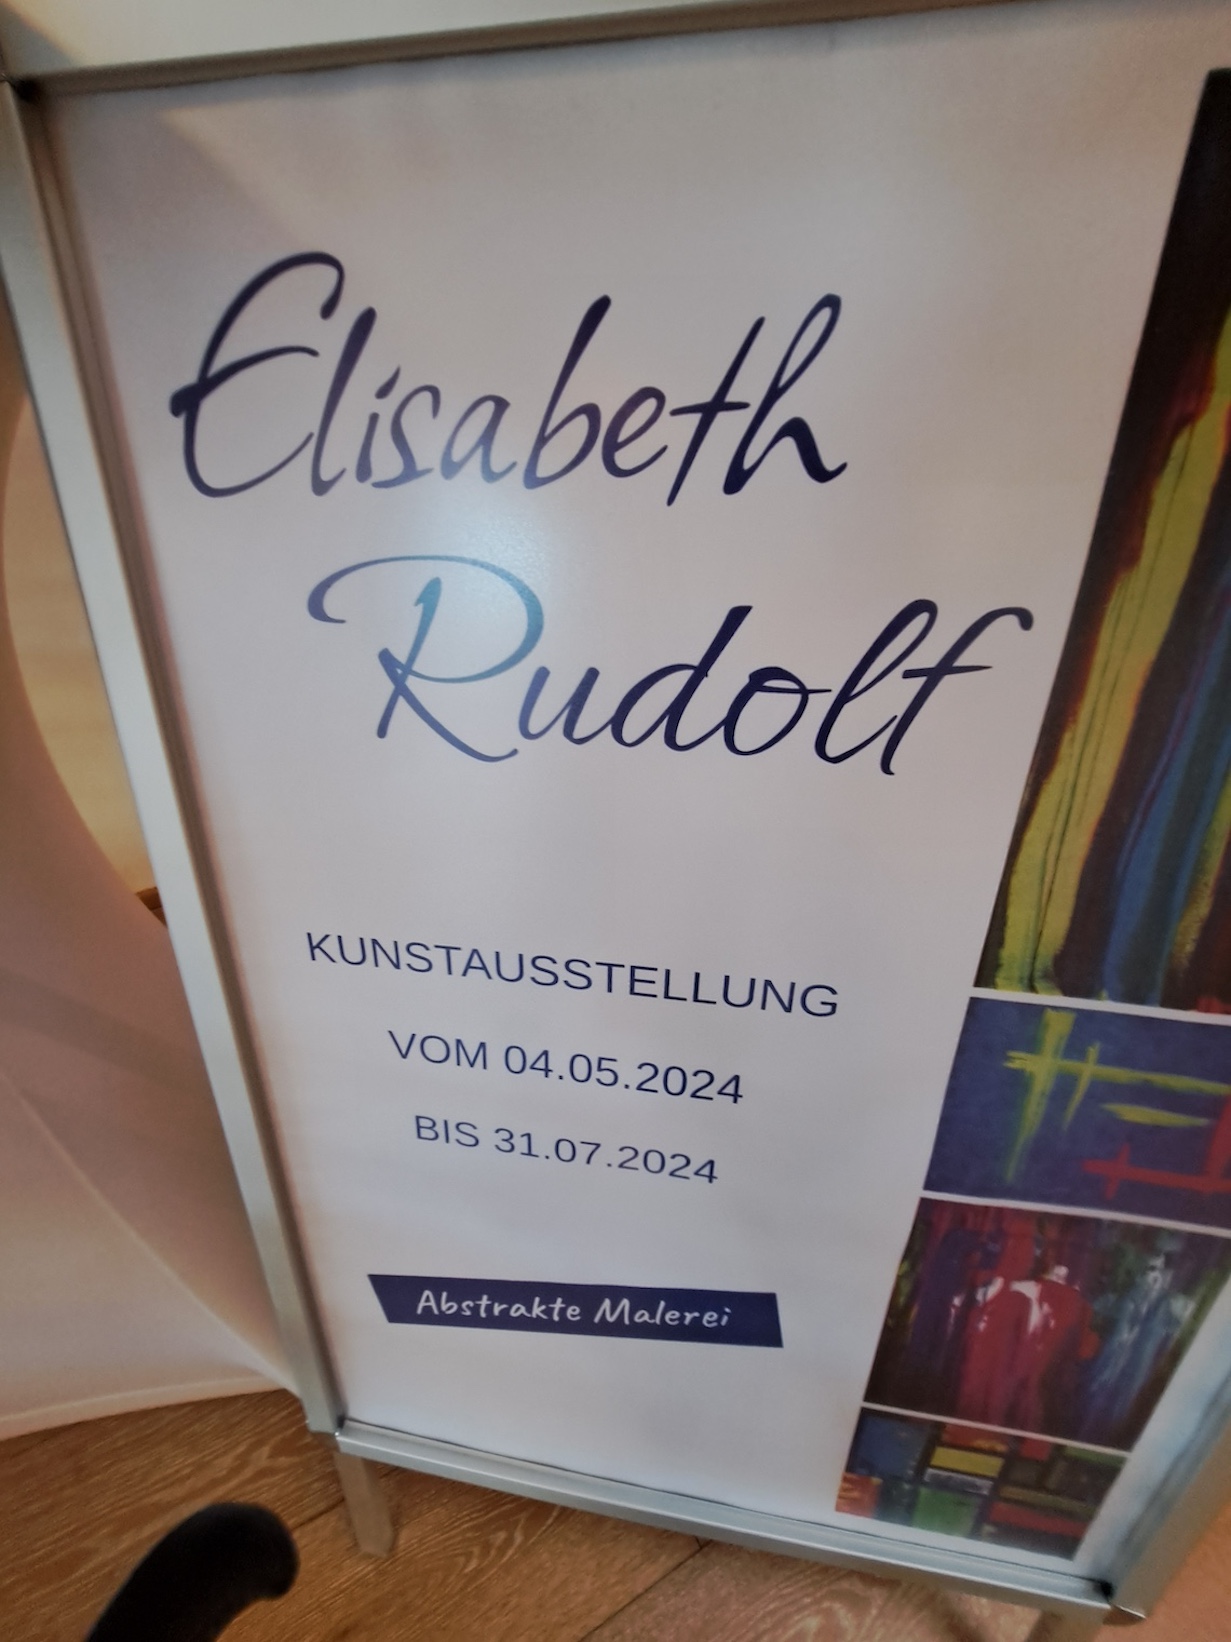 Elisabeth
Rudolf
KUNSTAUSSTELLUNG
VOM 04.05.2024
BIS 31.07.2024
Abstrakte Malerei